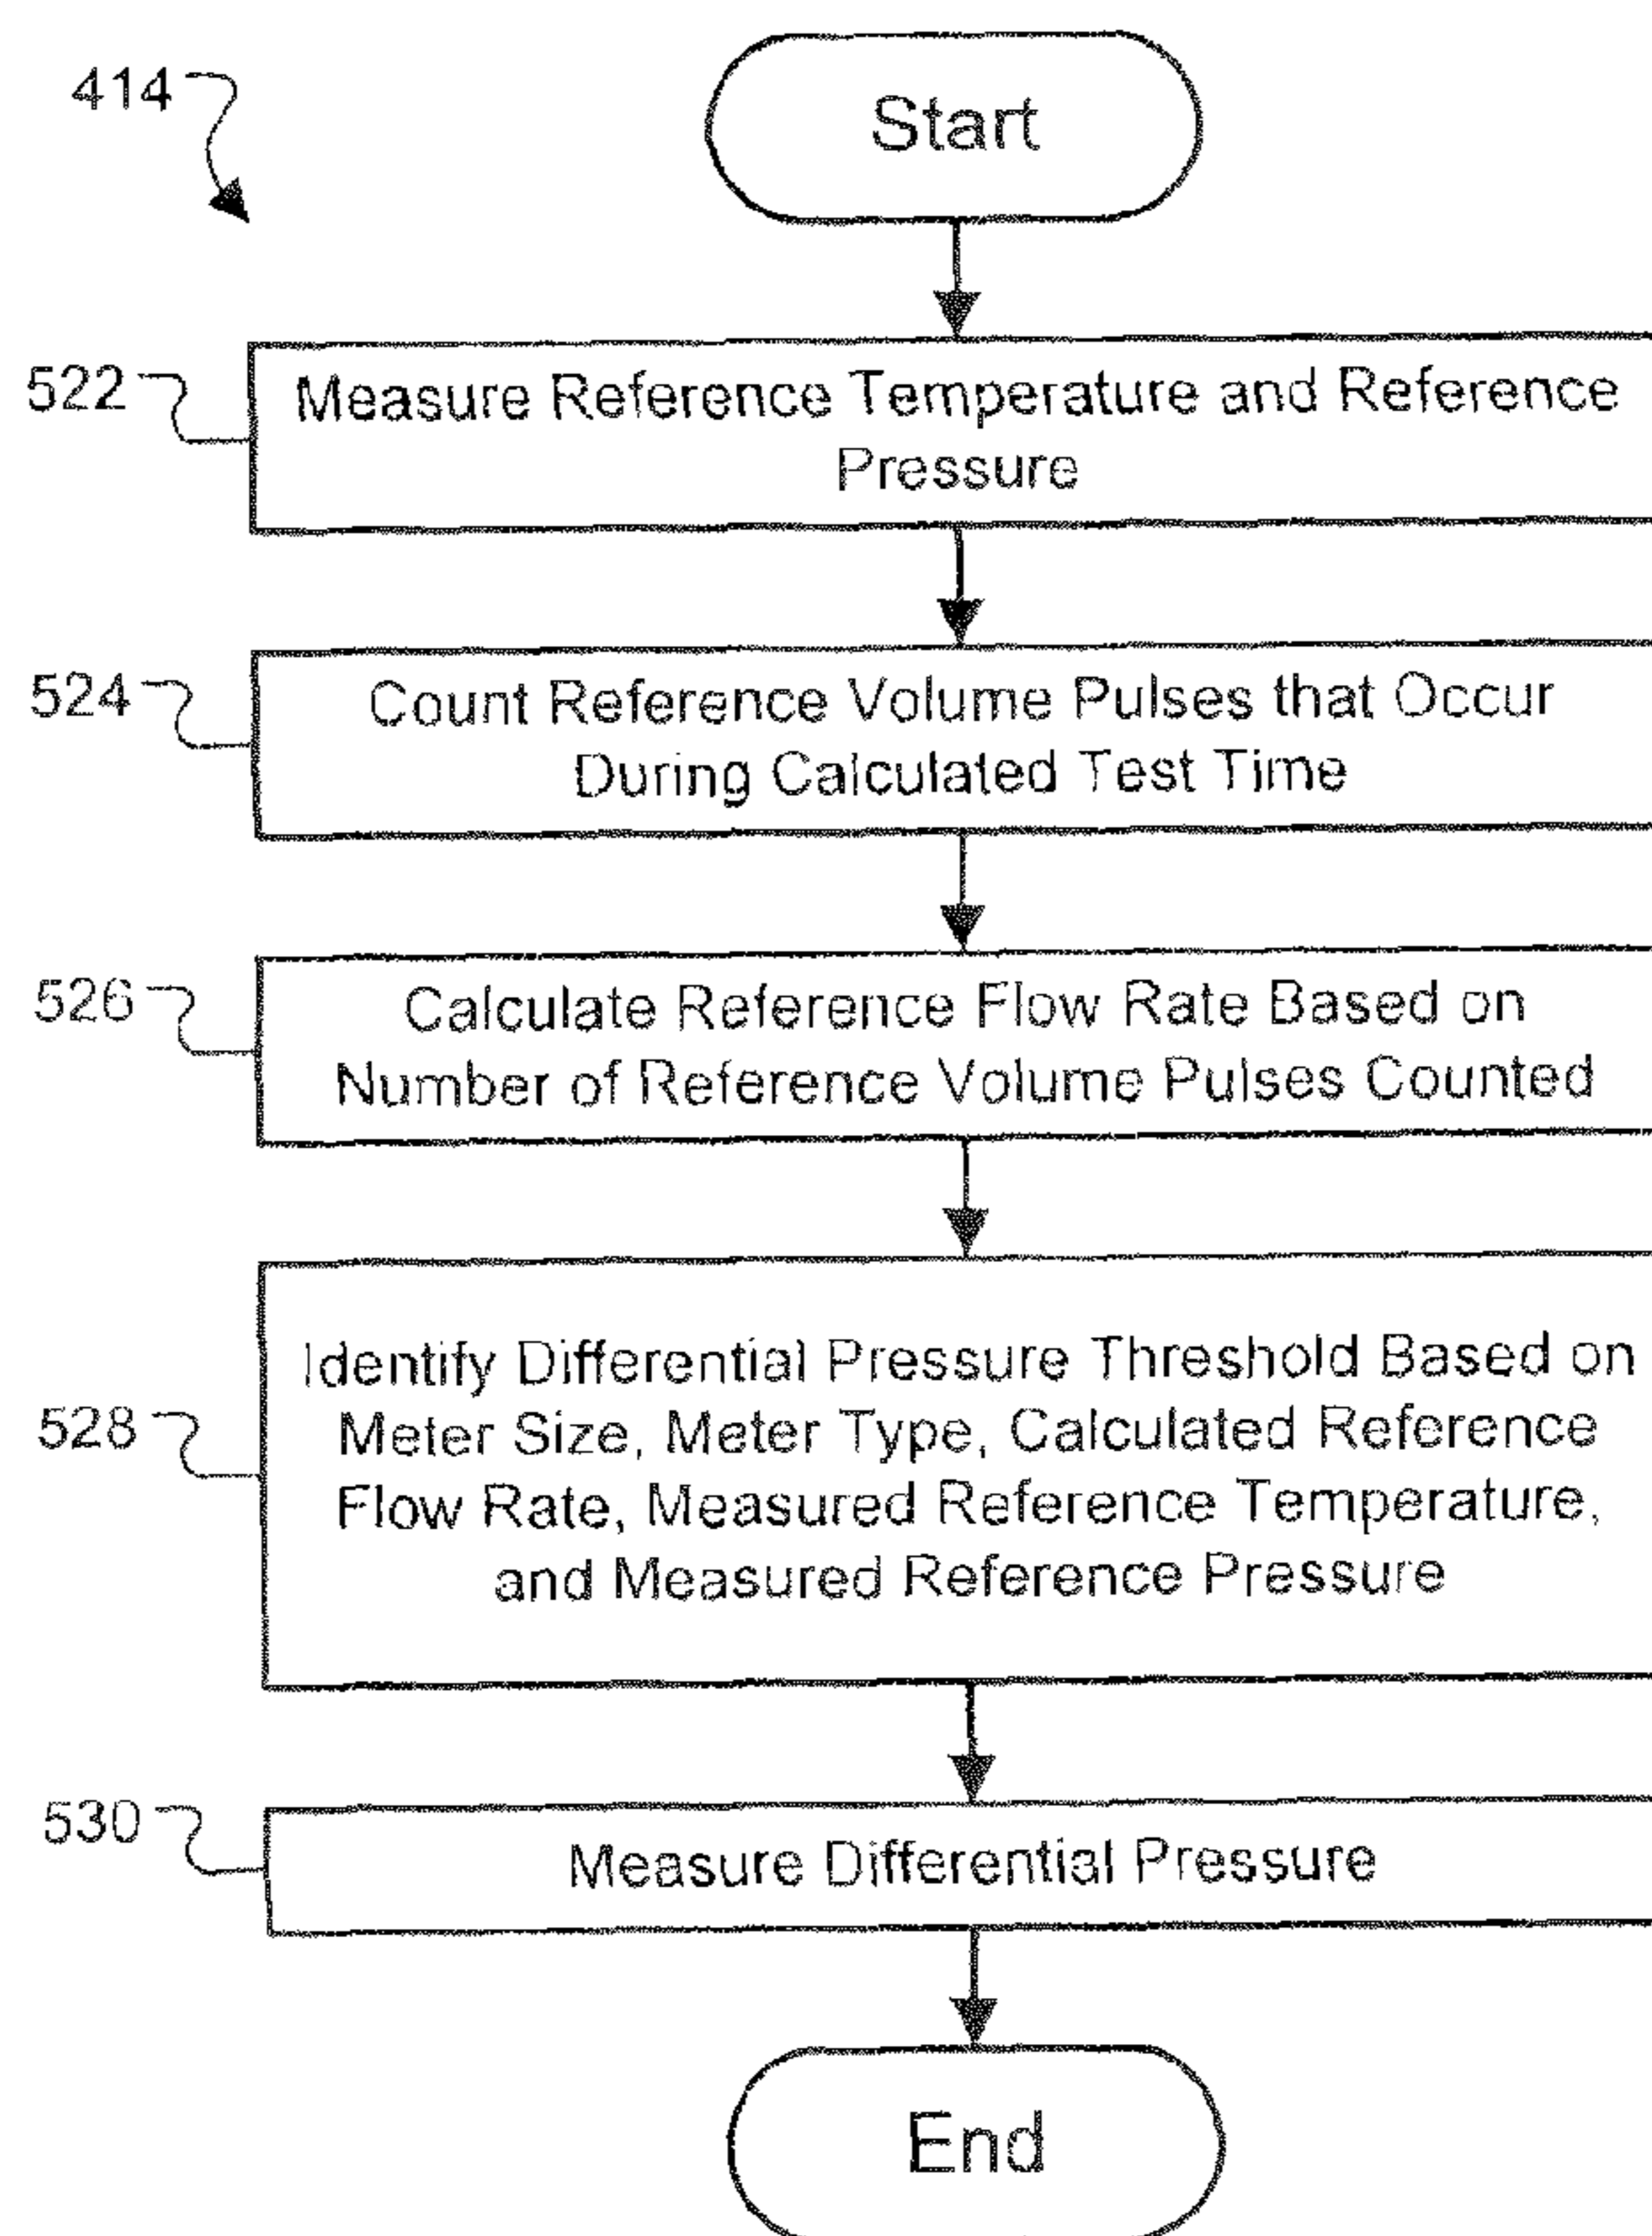 414
Start
522
Measure Reference Temperature and Reference
Pressure
524
Count Reference Volume Pulses that Occur
During Calculated Test Time
526
Calculate Reference Flow Rate Based on
Number of Reference Volume Pulses Counted
528
Identify Differential Pressure Threshold Based on
Meter Size, Meter Type, Calculated Reference
Flow Rate, Measured Reference Temperature,
and Measured Reference Pressure
530
Measure Differential Pressure
End